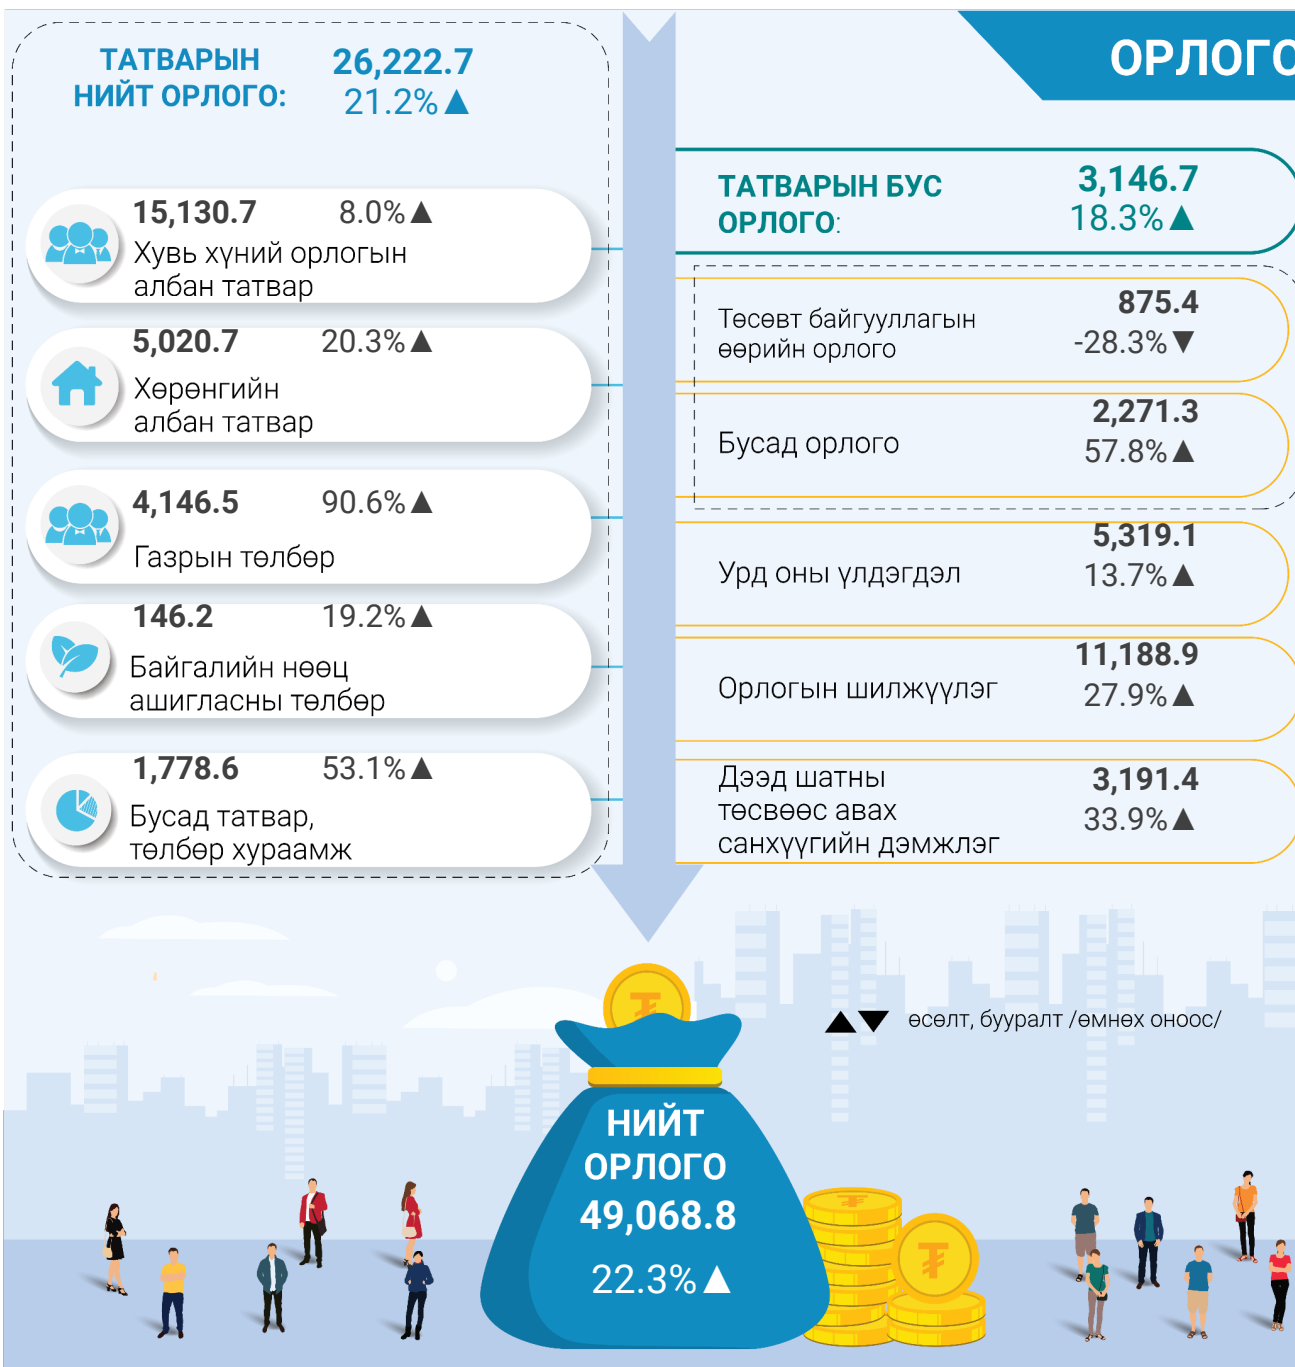 ТАТВАРЫН
НИЙТ ОРЛОГО:
26,222.7
21.2%▲
15,130.7 8.0%▲
Хувь хүний орлогын
албан татвар
5,020.7 20.3%▲
Хөрөнгийн
албан татвар
4,146.5 90.6%▲
Газрын төлбөр
146.2 19.2%▲
Байгалийн нөөц
ашигласны төлбөр
1,778.6 53.1%▲
Бусад татвар,
төлбөр хураамж
ОРЛОГО
ТАТВАРЫН БУС
ОРЛОГО:
3,146.7
18.3%▲
Төсөвт байгууллагын
өөрийн орлого
875.4
-28.3%▼
Бусад орлого
2,271.3
57.8%▲
Урд оны үлдэгдэл
5,319.1
13.7%▲
Орлогын шилжүүлэг
11,188.9
27.9%▲
Дээд шатны
төсвөөс авах
санхүүгийн дэмжлэг
3,191.4
33.9%▲
▲▼ өсөлт, бууралт /өмнөх оноос/
НИЙТ
ОРЛОГО
49,068.8
22.3%▲